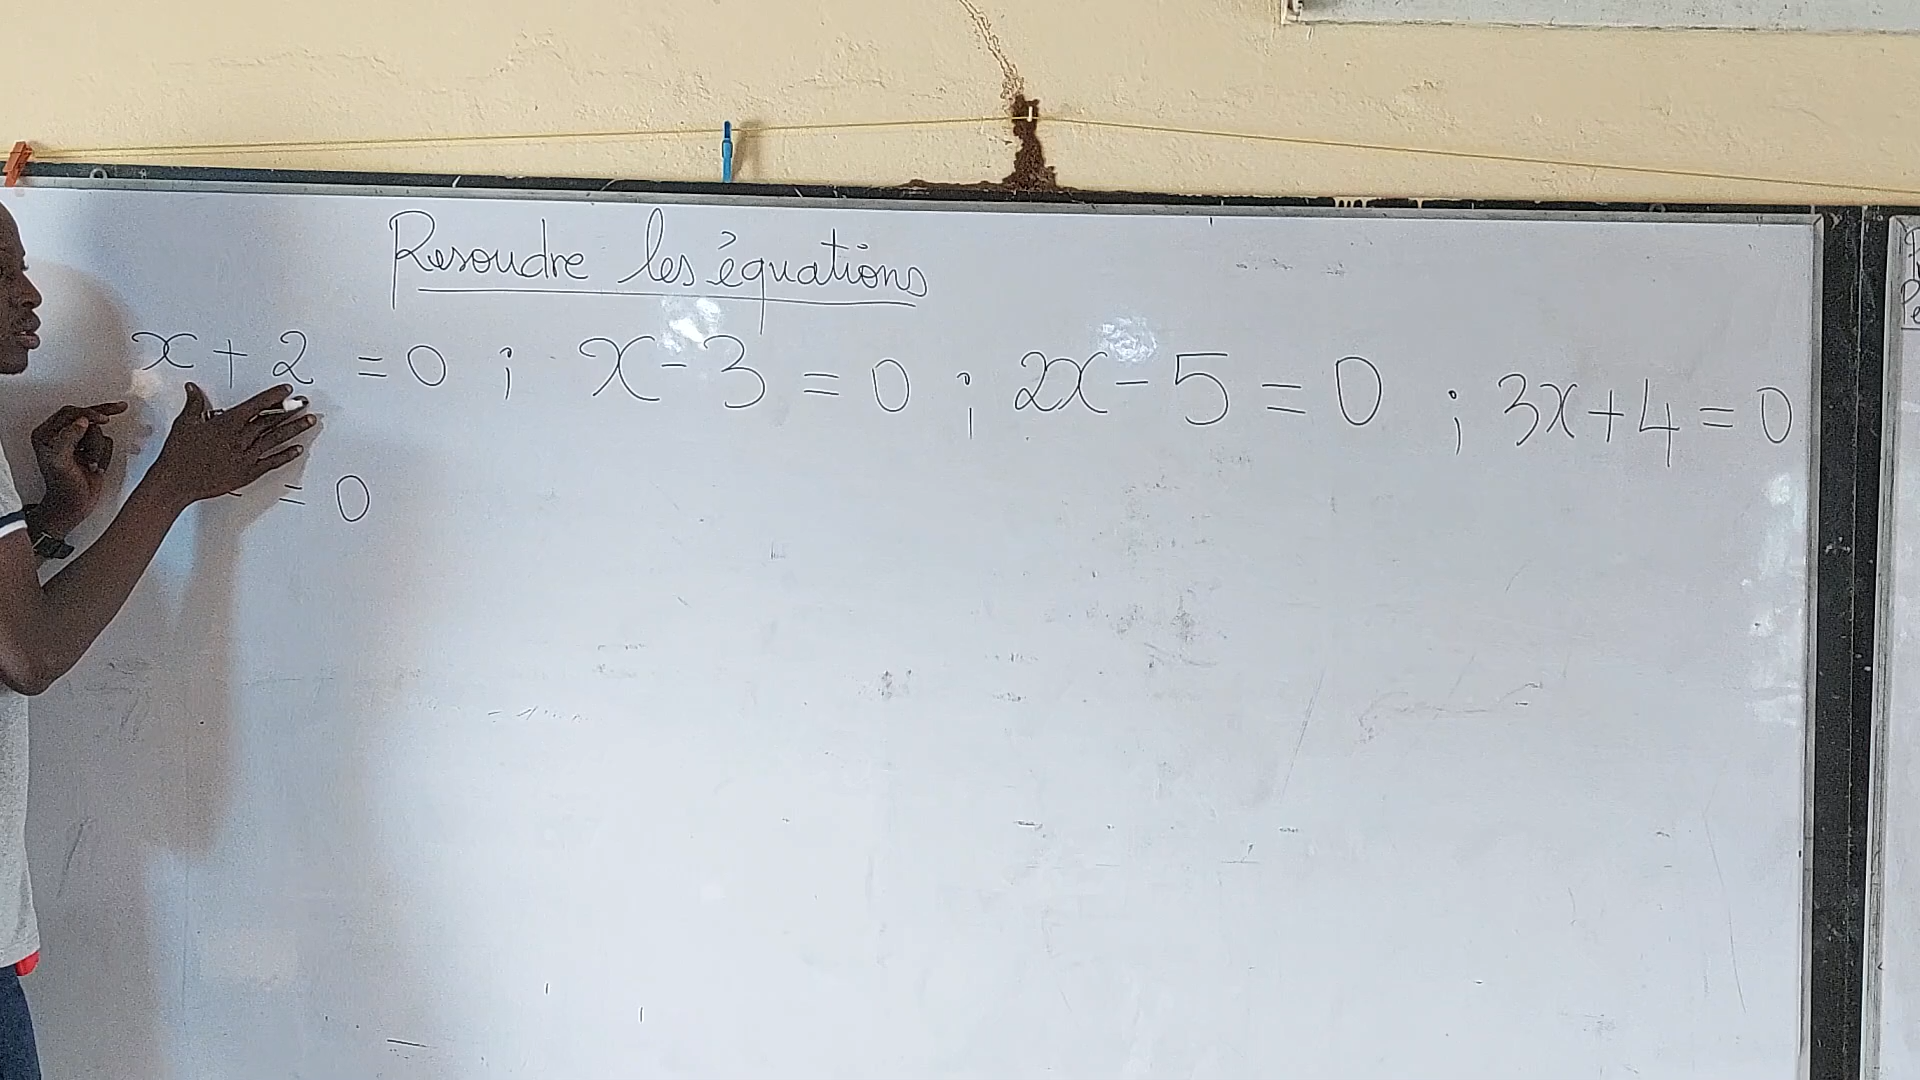 Resoudre les équations
x + 2 = 0 ; x - 3 = 0 ; 2x - 5 = 0 ; 3x + 4 = 0
= 0